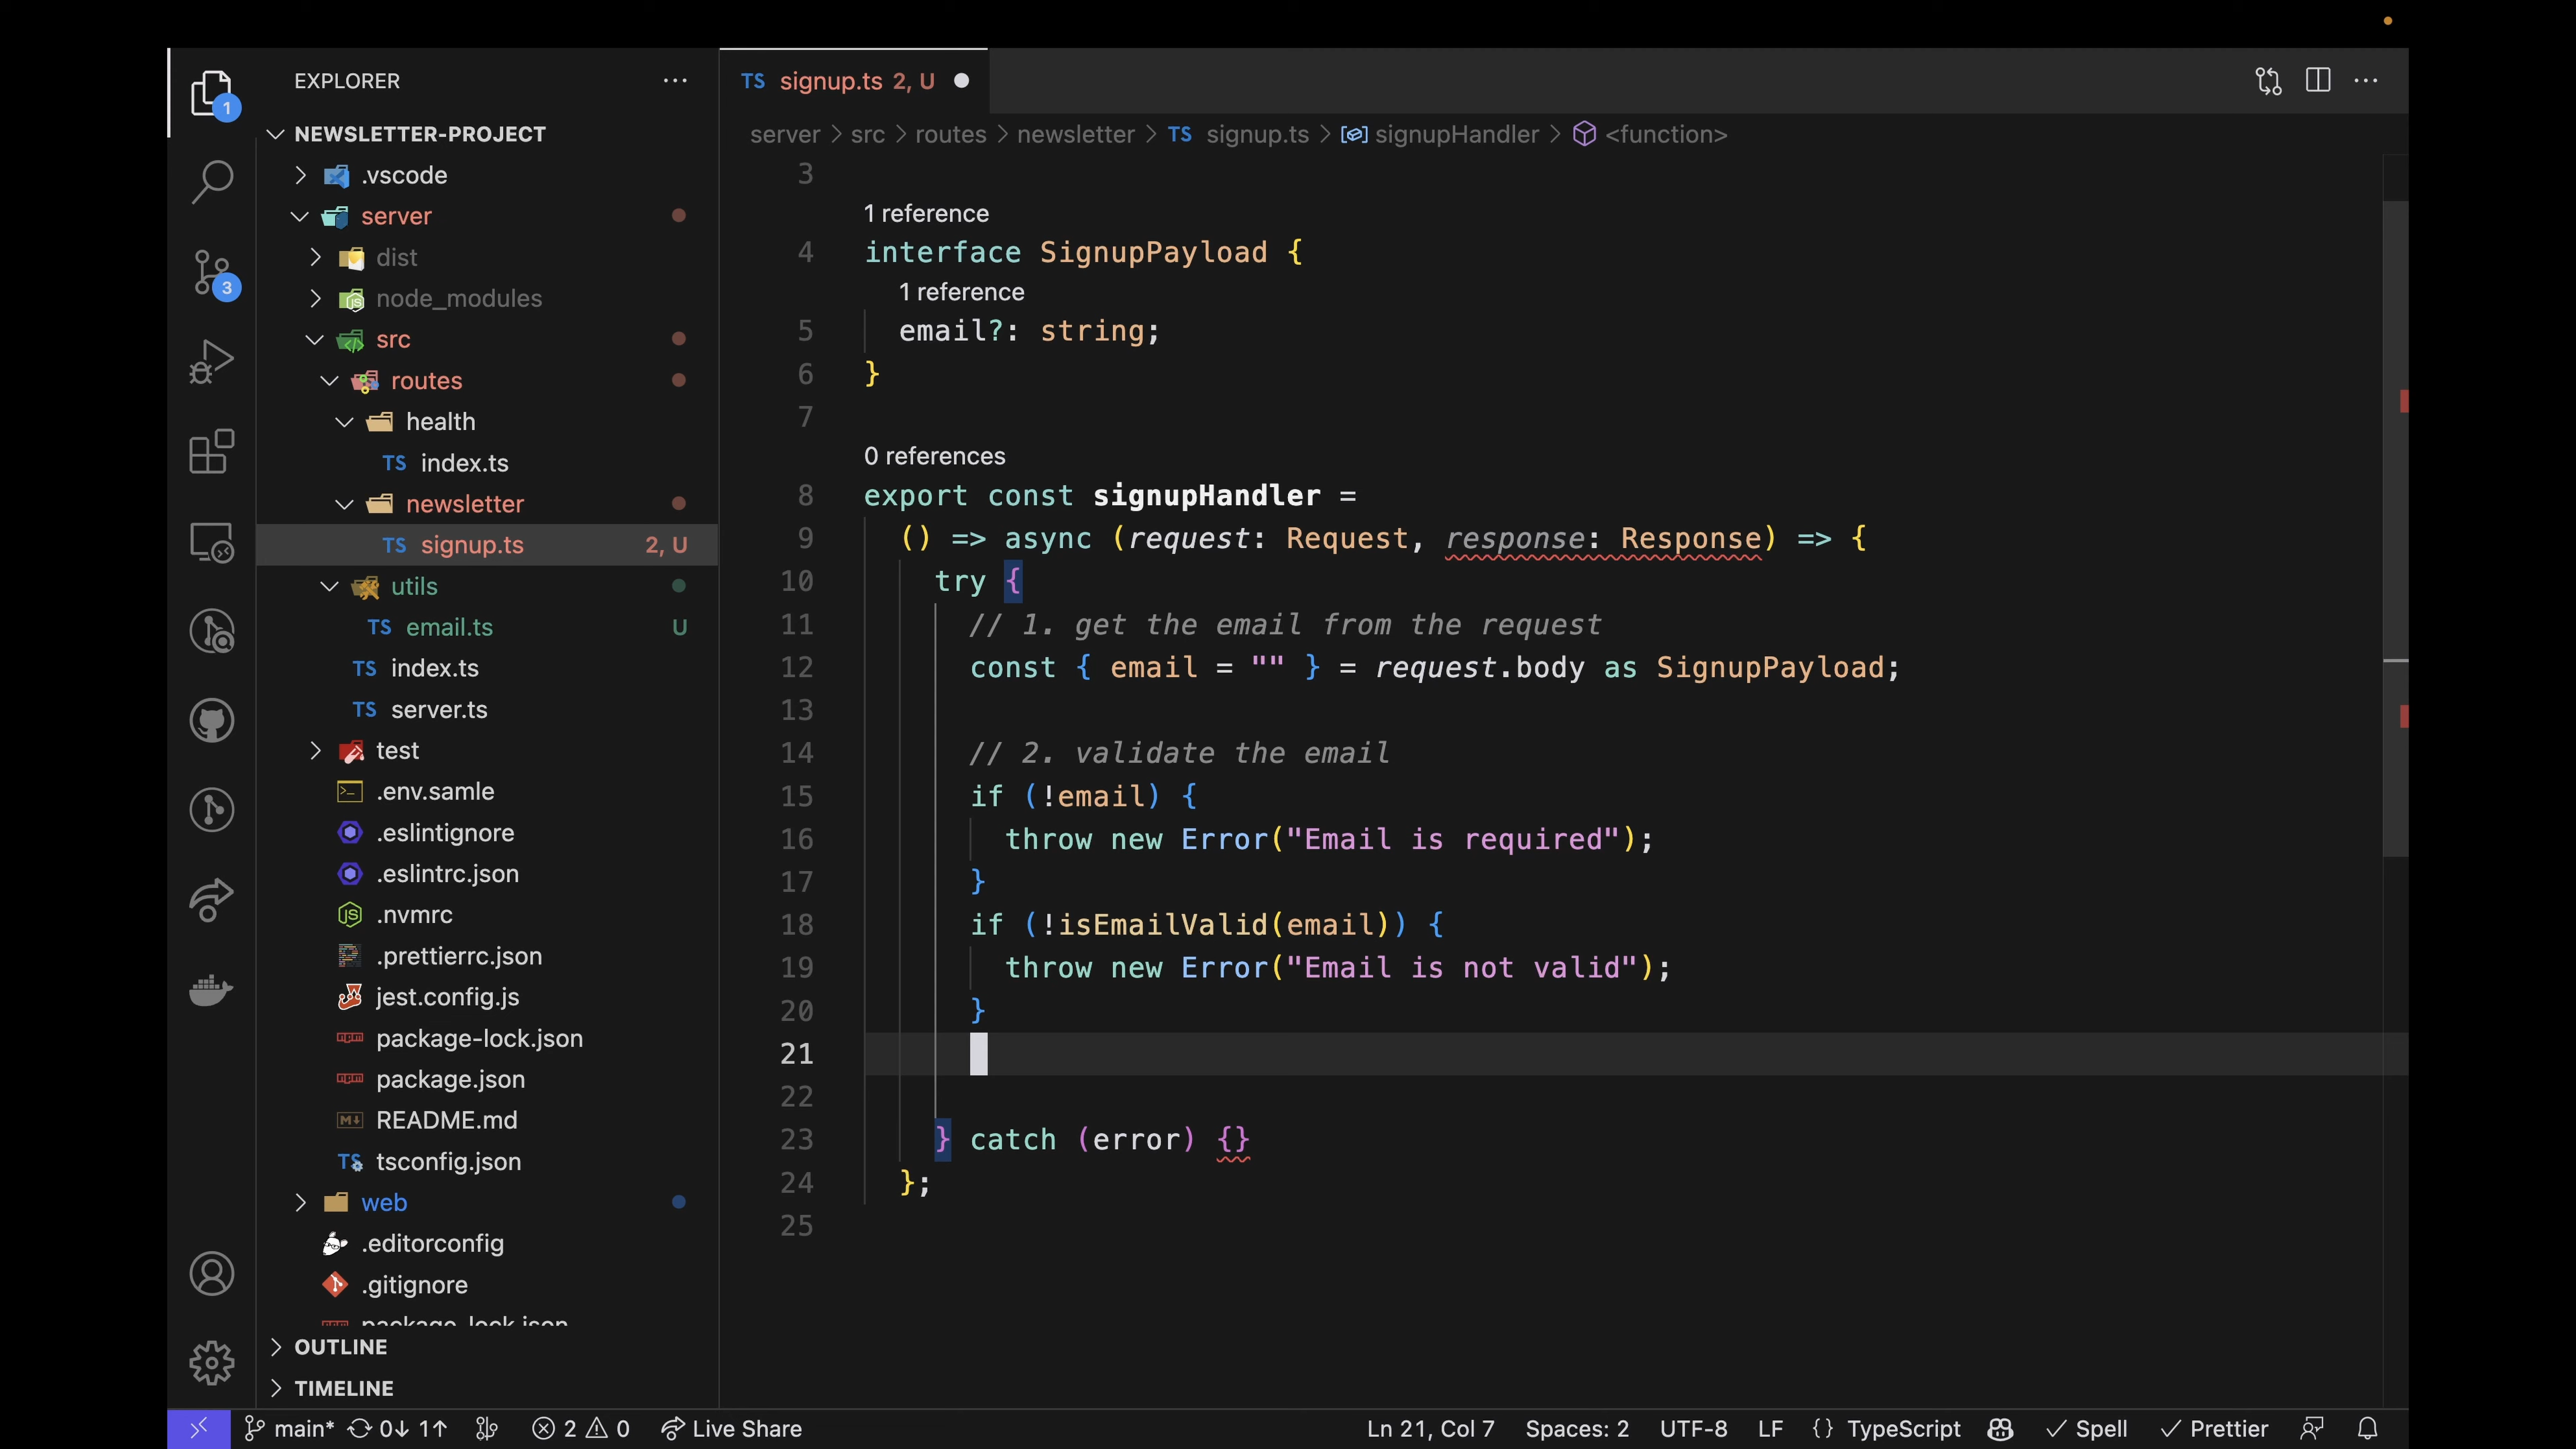 EXPLORER
NEWSLETTER-PROJECT
.vscode
server
dist
node_modules
src
routes
health
TS index.ts
newsletter
TS signup.ts 2, U
utils
TS email.ts U
TS index.ts
TS server.ts
test
.env.samle
.eslintignore
.eslintrc.json
.nvmrc
.prettierrc.json
jest.config.js
package-lock.json
package.json
README.md
tsconfig.json
web
.editorconfig
.gitignore
package-lock.json
OUTLINE
TIMELINE
1
3
TS signup.ts 2, U
server > src > routes > newsletter > TS signup.ts > signupHandler > <function>
3
1 reference
4 interface SignupPayload {
1 reference
5 email?: string;
6 }
7
0 references
8 export const signupHandler =
9 () => async (request: Request, response: Response) => {
10 try {
11 // 1. get the email from the request
12 const { email = "" } = request.body as SignupPayload;
13
14 // 2. validate the email
15 if (!email) {
16 throw new Error("Email is required");
17 }
18 if (!isEmailValid(email)) {
19 throw new Error("Email is not valid");
20 }
21
22
23 } catch (error) {}
24 };
25
main* 0↓ 1↑ 2 0 Live Share Ln 21, Col 7 Spaces: 2 UTF-8 LF {} TypeScript Spell Prettier